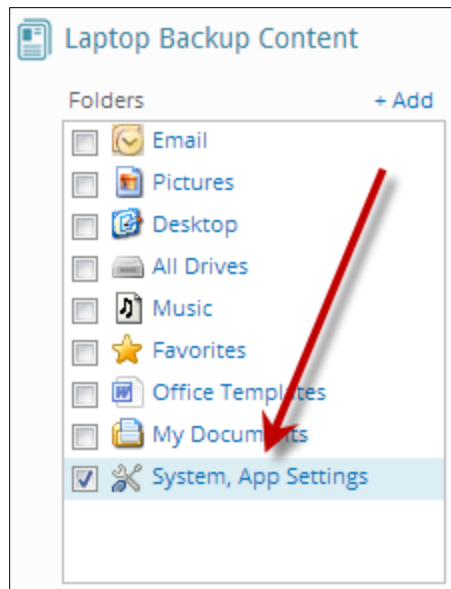 Laptop Backup Content
Folders + Add
Email
Pictures
Desktop
All Drives
Music
Favorites
Office Templates
My Documents
System, App Settings